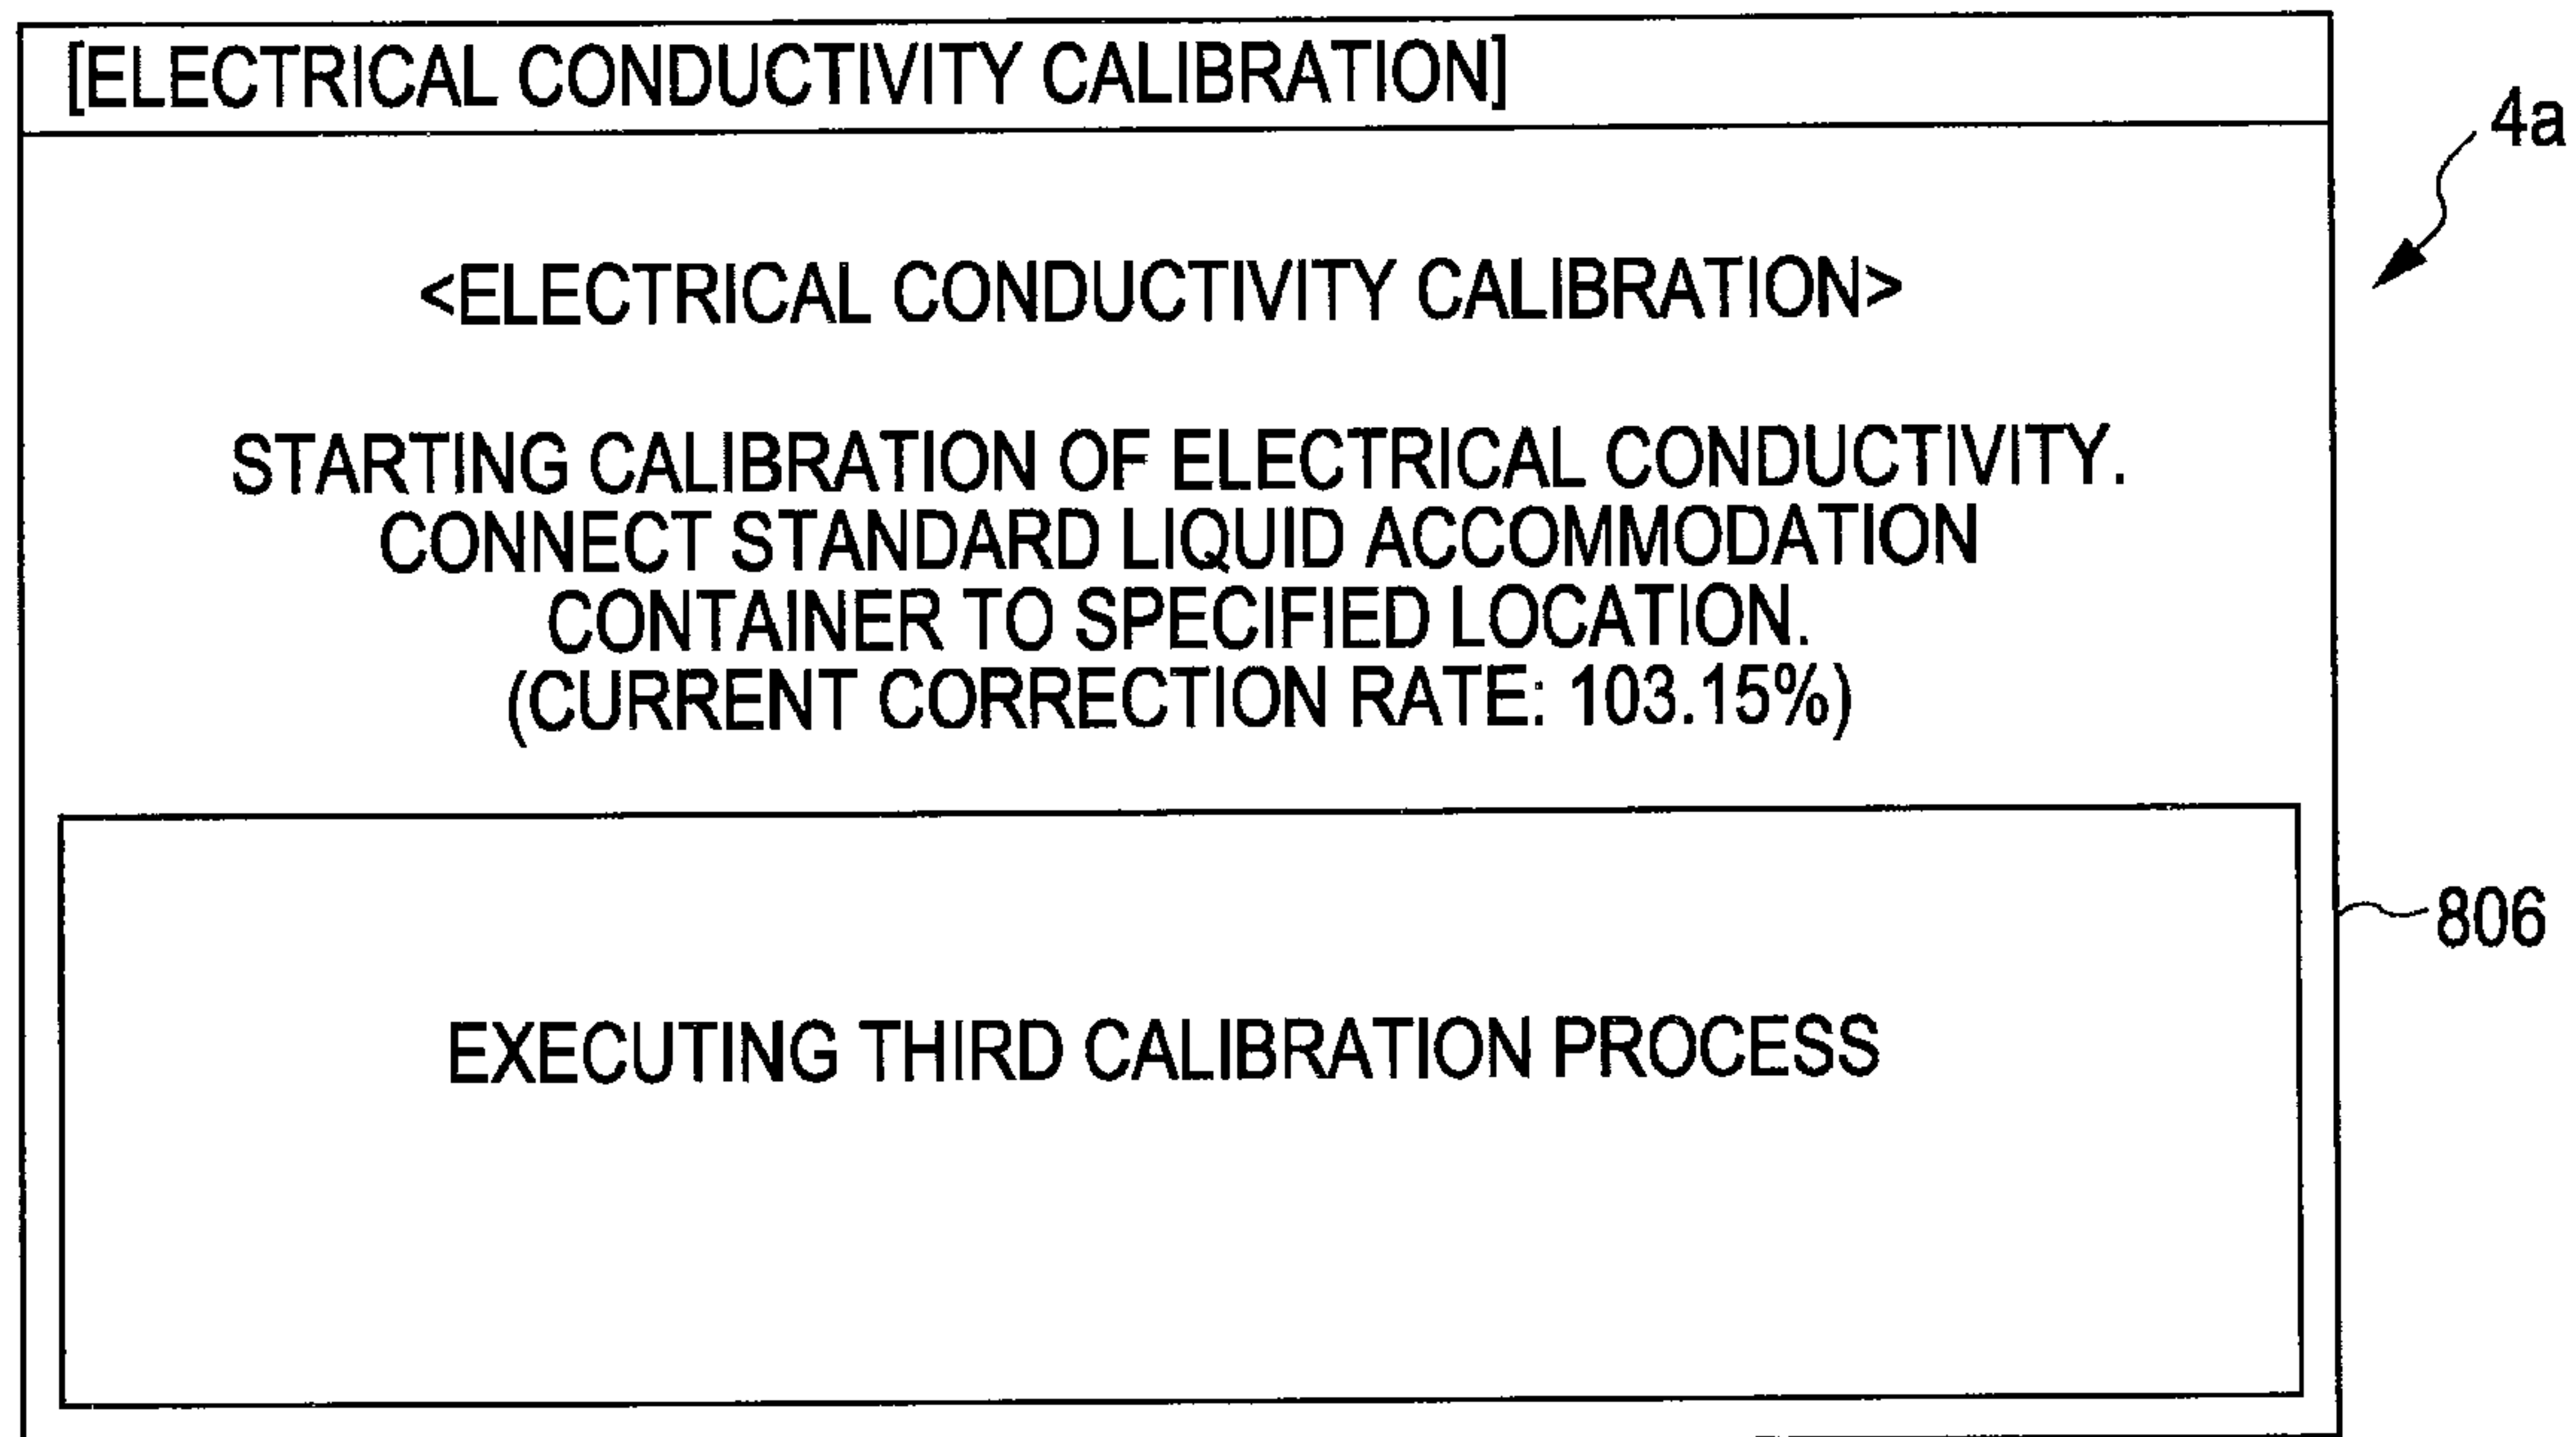 [ELECTRICAL CONDUCTIVITY CALIBRATION]
4a
<ELECTRICAL CONDUCTIVITY CALIBRATION>
STARTING CALIBRATION OF ELECTRICAL CONDUCTIVITY.
CONNECT STANDARD LIQUID ACCOMMODATION
CONTAINER TO SPECIFIED LOCATION.
(CURRENT CORRECTION RATE: 103.15%)
806
EXECUTING THIRD CALIBRATION PROCESS